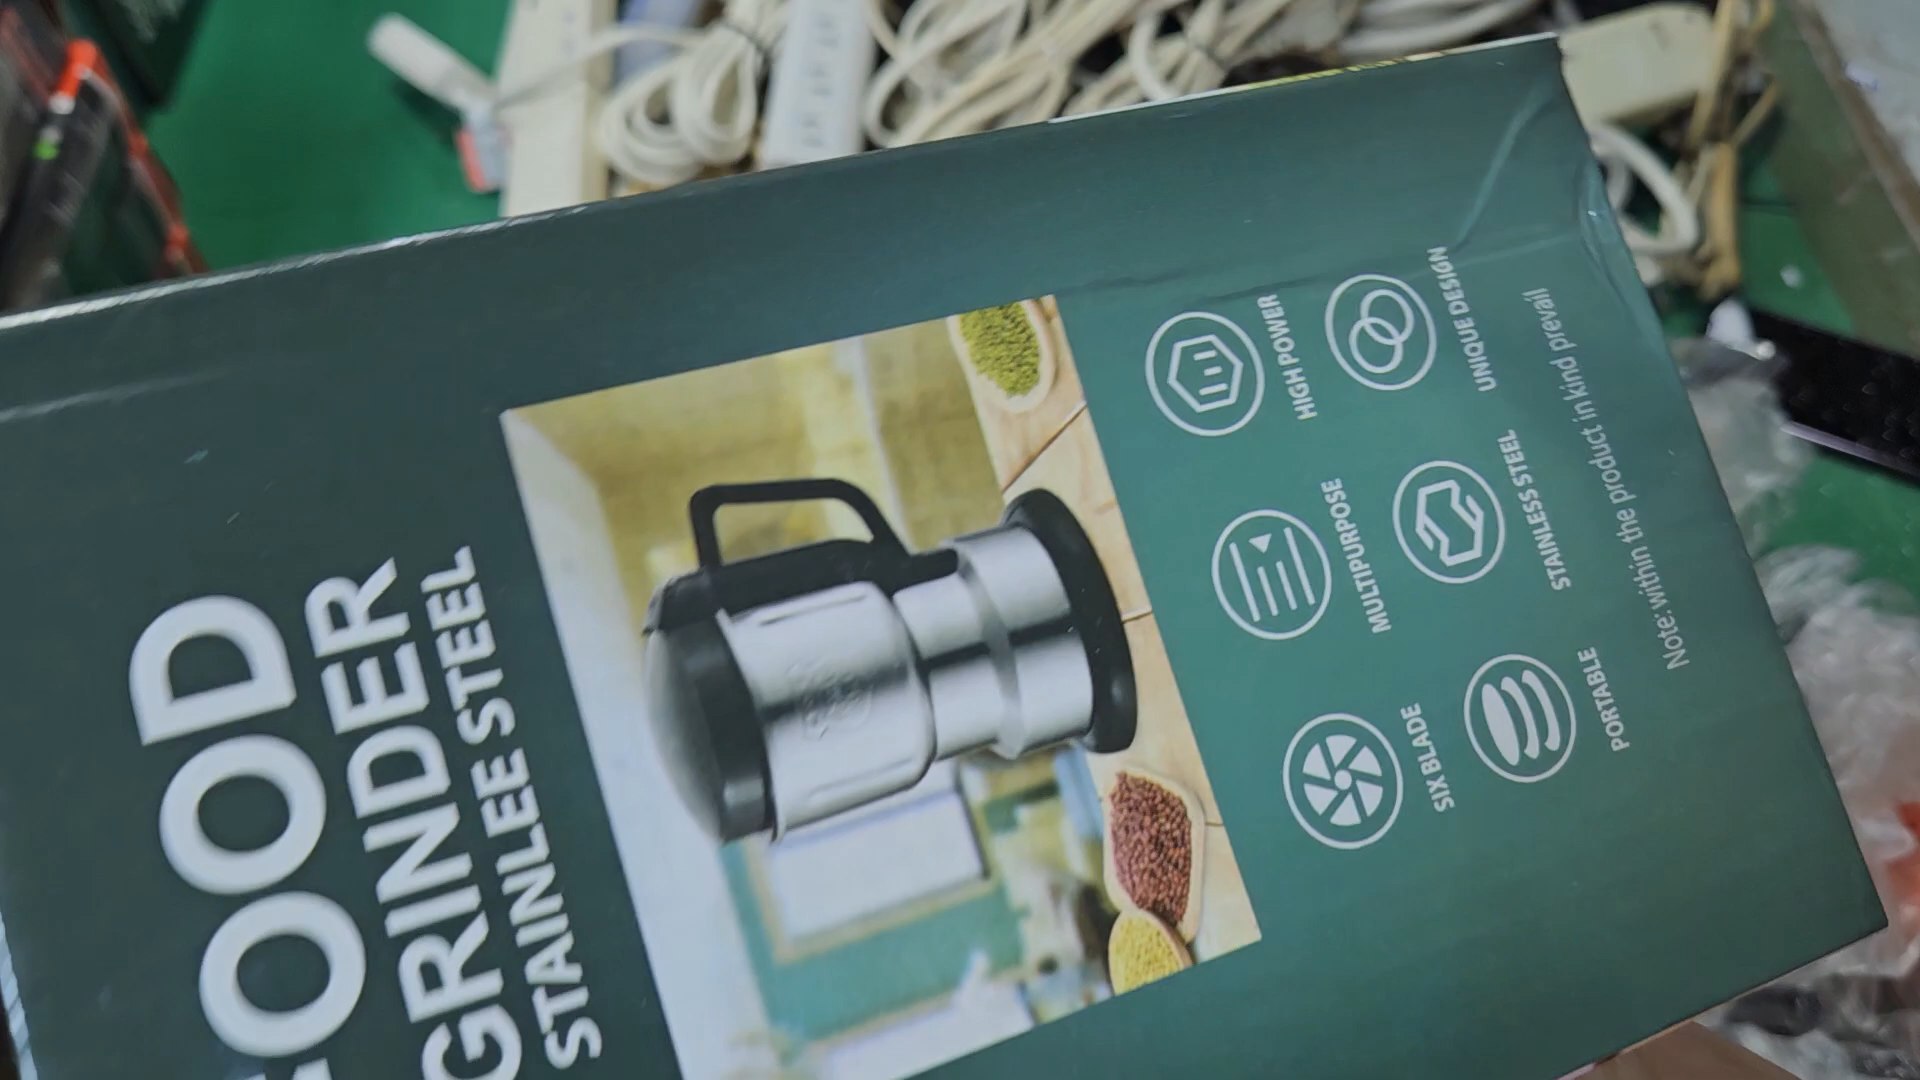 FOOD
GRINDER
STAINLEE STEEL
SIX BLADE
MULTIPURPOSE
HIGH POWER
PORTABLE
STAINLESS STEEL
UNIQUE DESIGN
Note: within the product in kind prevail